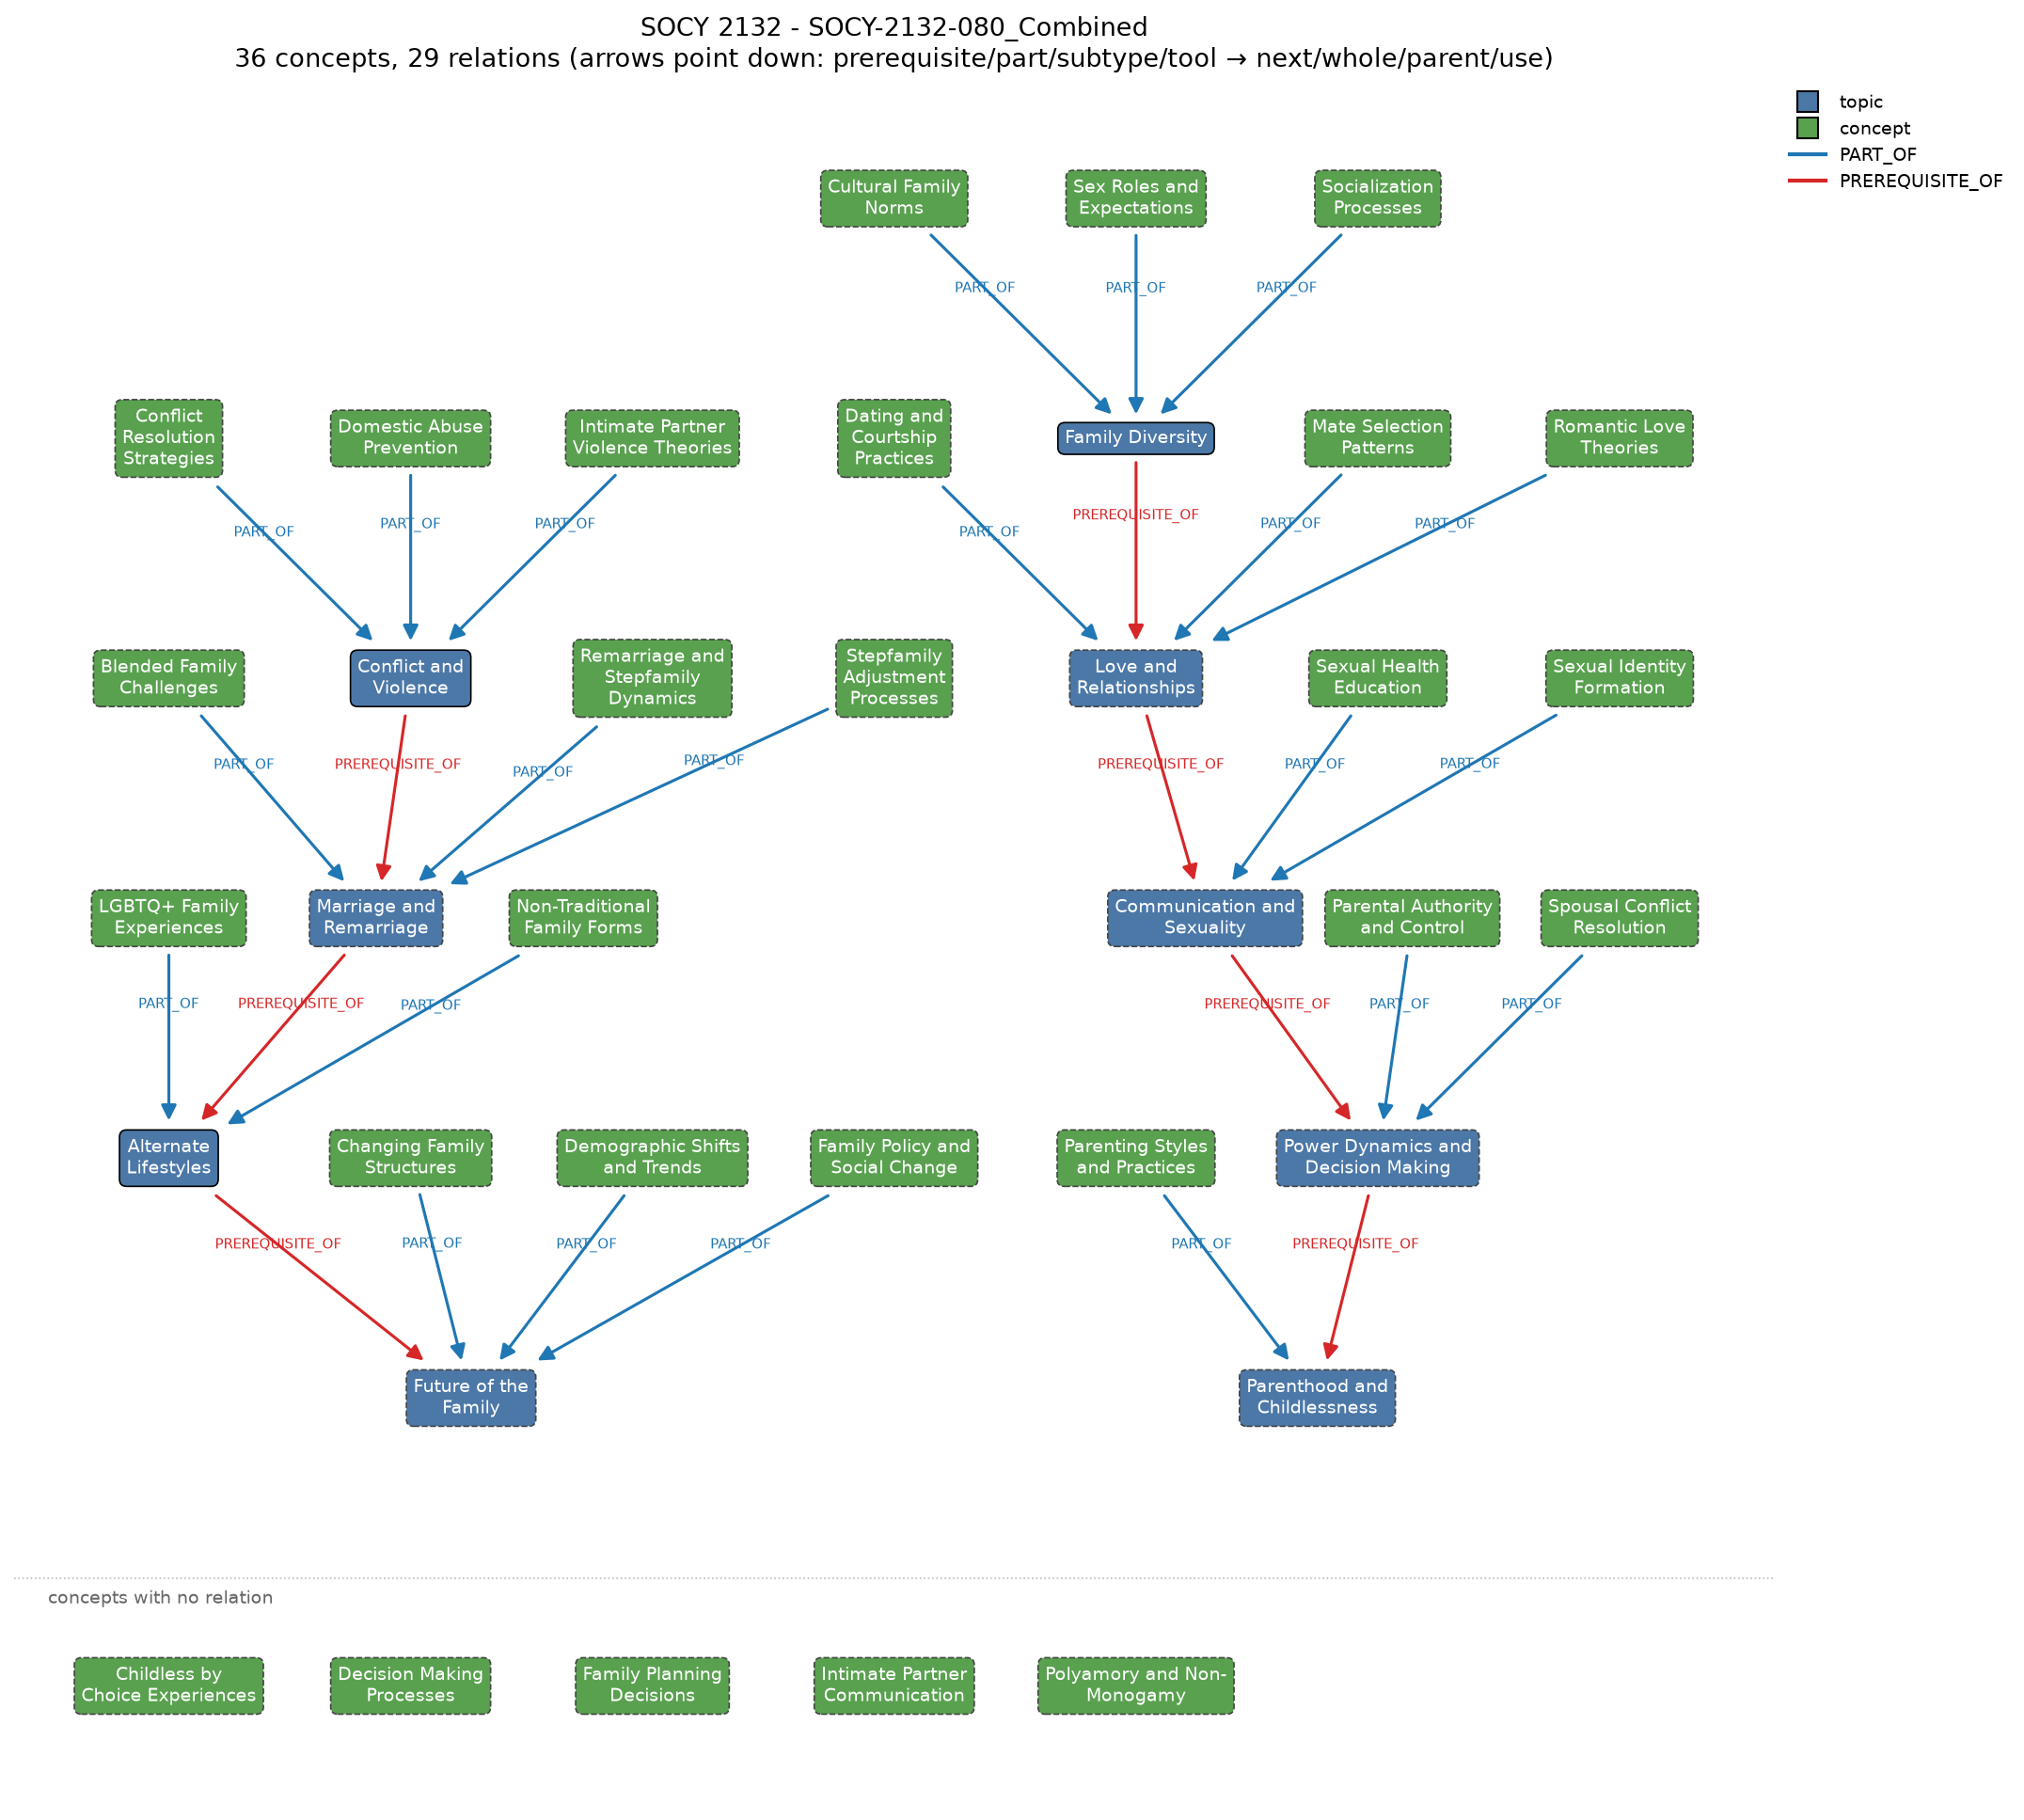 SOCY 2132 - SOCY-2132-080_Combined
36 concepts, 29 relations (arrows point down: prerequisite/part/subtype/tool → next/whole/parent/use)
topic
concept
PART_OF
PREREQUISITE_OF
Cultural Family
Norms
Sex Roles and
Expectations
Socialization
Processes
PART_OF
PART_OF
PART_OF
Conflict
Resolution
Strategies
Domestic Abuse
Prevention
Intimate Partner
Violence Theories
Dating and
Courtship
Practices
Family Diversity
Mate Selection
Patterns
Romantic Love
Theories
PART_OF
PART_OF
PART_OF
PART_OF
PREREQUISITE_OF
PART_OF
PART_OF
Blended Family
Challenges
Conflict and
Violence
Remarriage and
Stepfamily
Dynamics
Stepfamily
Adjustment
Processes
Love and
Relationships
Sexual Health
Education
Sexual Identity
Formation
PART_OF
PREREQUISITE_OF
PART_OF
PART_OF
PREREQUISITE_OF
PART_OF
PART_OF
LGBTQ+ Family
Experiences
Marriage and
Remarriage
Non-Traditional
Family Forms
Communication and
Sexuality
Parental Authority
and Control
Spousal Conflict
Resolution
PART_OF
PREREQUISITE_OF
PART_OF
PREREQUISITE_OF
PART_OF
PART_OF
Alternate
Lifestyles
Changing Family
Structures
Demographic Shifts
and Trends
Family Policy and
Social Change
Parenting Styles
and Practices
Power Dynamics and
Decision Making
PREREQUISITE_OF
PART_OF
PART_OF
PART_OF
PART_OF
PREREQUISITE_OF
Future of the
Family
Parenthood and
Childlessness
concepts with no relation
Childless by
Choice Experiences
Decision Making
Processes
Family Planning
Decisions
Intimate Partner
Communication
Polyamory and Non-
Monogamy